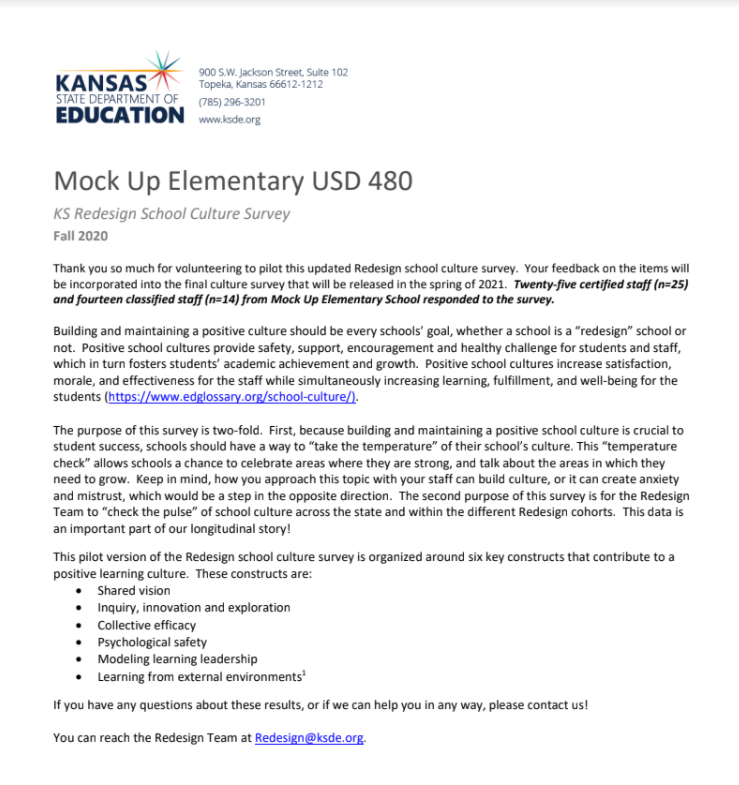 KANSAS
STATE DEPARTMENT OF
EDUCATION
900 S.W. Jackson Street, Suite 102
Topeka, Kansas 66612-1212
(785) 296-3201
www.ksde.org
Mock Up Elementary USD 480
KS Redesign School Culture Survey
Fall 2020
Thank you so much for volunteering to pilot this updated Redesign school culture survey.  Your feedback on the items will
be incorporated into the final culture survey that will be released in the spring of 2021.  Twenty-five certified staff (n=25)
and fourteen classified staff (n=14) from Mock Up Elementary School responded to the survey.
Building and maintaining a positive culture should be every schools’ goal, whether a school is a “redesign” school or
not.  Positive school cultures provide safety, support, encouragement and healthy challenge for students and staff,
which in turn fosters students’ academic achievement and growth.  Positive school cultures increase satisfaction,
morale, and effectiveness for the staff while simultaneously increasing learning, fulfillment, and well-being for the
students (https://www.edglossary.org/school-culture/).
The purpose of this survey is two-fold.  First, because building and maintaining a positive school culture is crucial to
student success, schools should have a way to “take the temperature” of their school’s culture. This “temperature
check” allows schools a chance to celebrate areas where they are strong, and talk about the areas in which they
need to grow.  Keep in mind, how you approach this topic with your staff can build culture, or it can create anxiety
and mistrust, which would be a step in the opposite direction.  The second purpose of this survey is for the Redesign
Team to “check the pulse” of school culture across the state and within the different Redesign cohorts.  This data is
an important part of our longitudinal story!
This pilot version of the Redesign school culture survey is organized around six key constructs that contribute to a
positive learning culture.  These constructs are:
• Shared vision
• Inquiry, innovation and exploration
• Collective efficacy
• Psychological safety
• Modeling learning leadership
• Learning from external environments¹
If you have any questions about these results, or if we can help you in any way, please contact us!
You can reach the Redesign Team at Redesign@ksde.org.